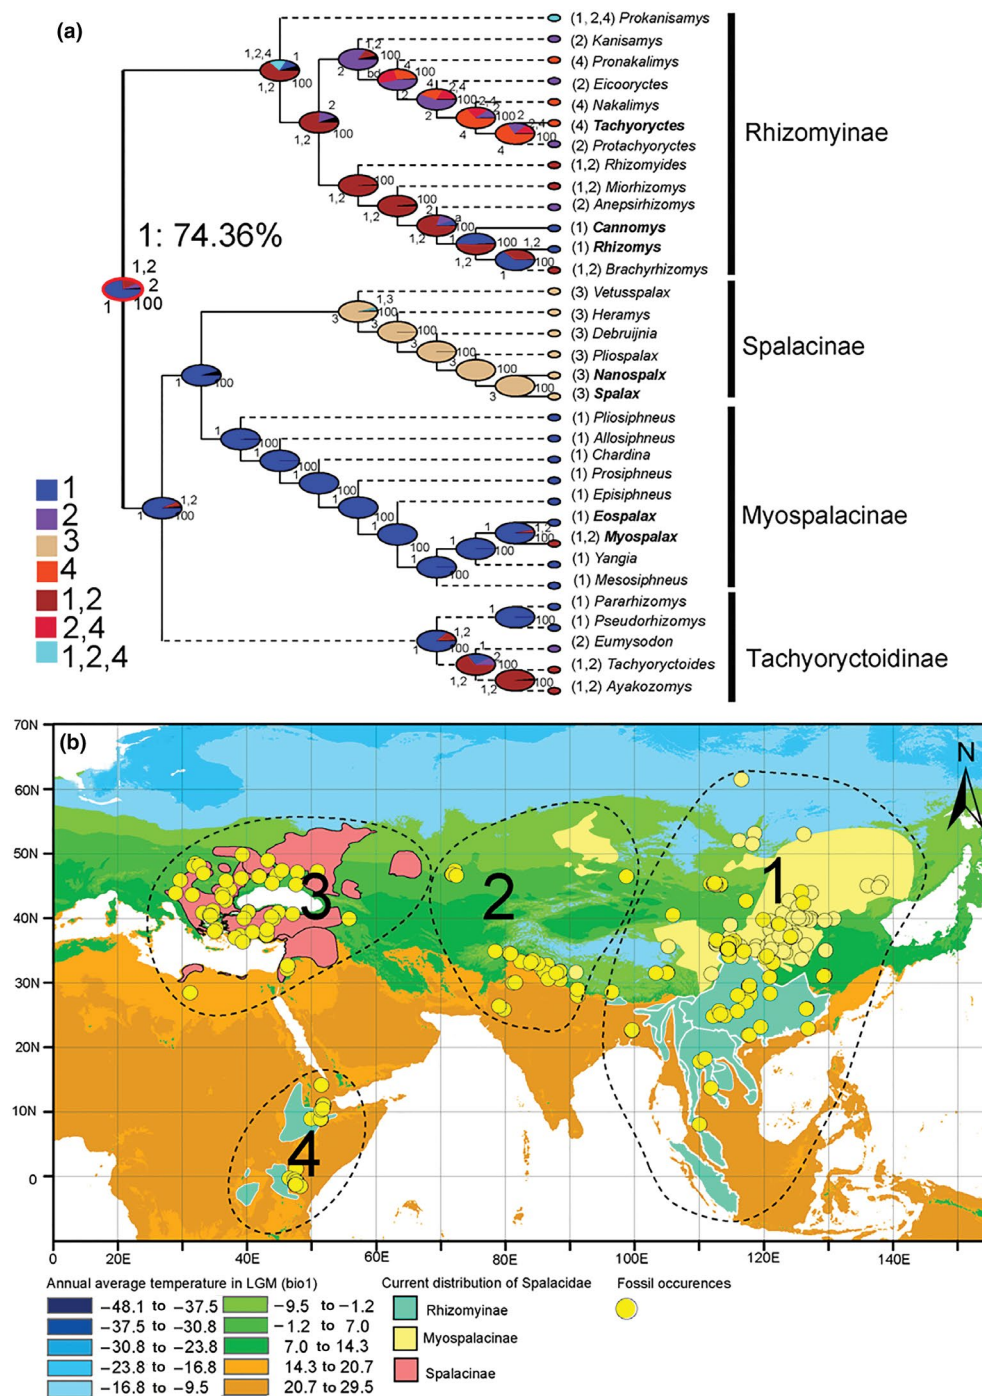 (a)
(1, 2,4) Prokanisamys
(2) Kanisamys
(4) Pronakalimys
(2) Eicooryctes
(4) Nakalimys
(4) Tachyoryctes
(2) Protachyoryctes
(1,2) Rhizomyides
(1,2) Miorhizomys
(2) Anepsirhizomys
(1) Cannomys
(1) Rhizomys
(1,2) Brachyrhizomys
Rhizomyinae
1: 74.36%
1,2
2
100
1
(3) Vetusspalax
(3) Heramys
(3) Debruijnia
(3) Pliospalax
(3) Nanospalx
(3) Spalax
Spalacinae
(1) Pliosiphneus
(1) Allosiphneus
(1) Chardina
(1) Prosiphneus
(1) Episiphneus
(1) Eospalax
(1,2) Myospalax
(1) Yangia
(1) Mesosiphneus
Myospalacinae
(1) Pararhizomys
(1) Pseudorhizomys
(2) Eumysodon
(1,2) Tachyoryctoides
(1,2) Ayakozomys
Tachyoryctoidinae
1
2
3
4
1,2
2,4
1,2,4
(b)
70N
60N
50N
40N
30N
20N
10N
0
N
1
2
3
4
0 20E 40E 60E 80E 100E 120E 140E
Annual average temperature in LGM (bio1)
−48.1 to −37.5
−37.5 to −30.8
−30.8 to −23.8
−23.8 to −16.8
−16.8 to −9.5
−9.5 to −1.2
−1.2 to 7.0
7.0 to 14.3
14.3 to 20.7
20.7 to 29.5
Current distribution of Spalacidae
Rhizomyinae
Myospalacinae
Spalacinae
Fossil occurences